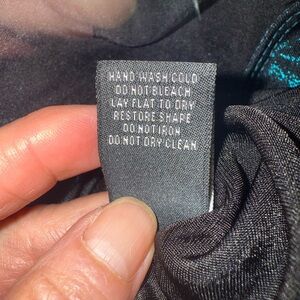 HAND WASH COLD
DO NOT BLEACH
LAY FLAT TO DRY
RESTORE SHAPE
DO NOT IRON
DO NOT DRY CLEAN